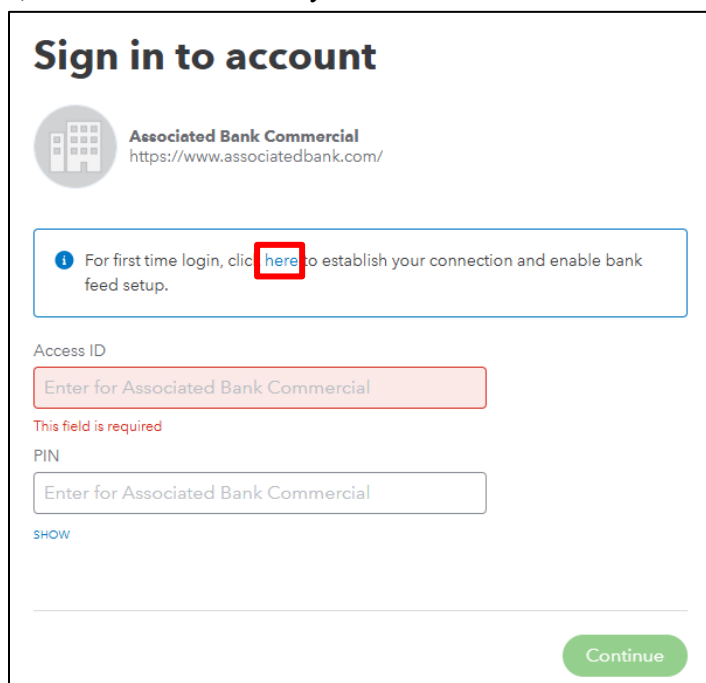 Sign in to account
Associated Bank Commercial
https://www.associatedbank.com/
For first time login, clic here to establish your connection and enable bank
feed setup.
Access ID
Enter for Associated Bank Commercial
This field is required
PIN
Enter for Associated Bank Commercial
SHOW
Continue